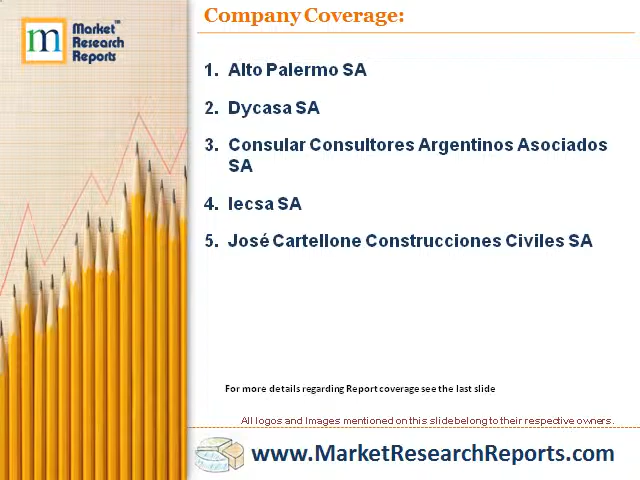 Company Coverage:
m
Market
Research
Reports
™
1. Alto Palermo SA
2. Dycasa SA
3. Consular Consultores Argentinos Asociados
SA
4. Iecsa SA
5. José Cartellone Construcciones Civiles SA
For more details regarding Report coverage see the last slide
All logos and Images mentioned on this slide belong to their respective owners.
www.MarketResearchReports.com